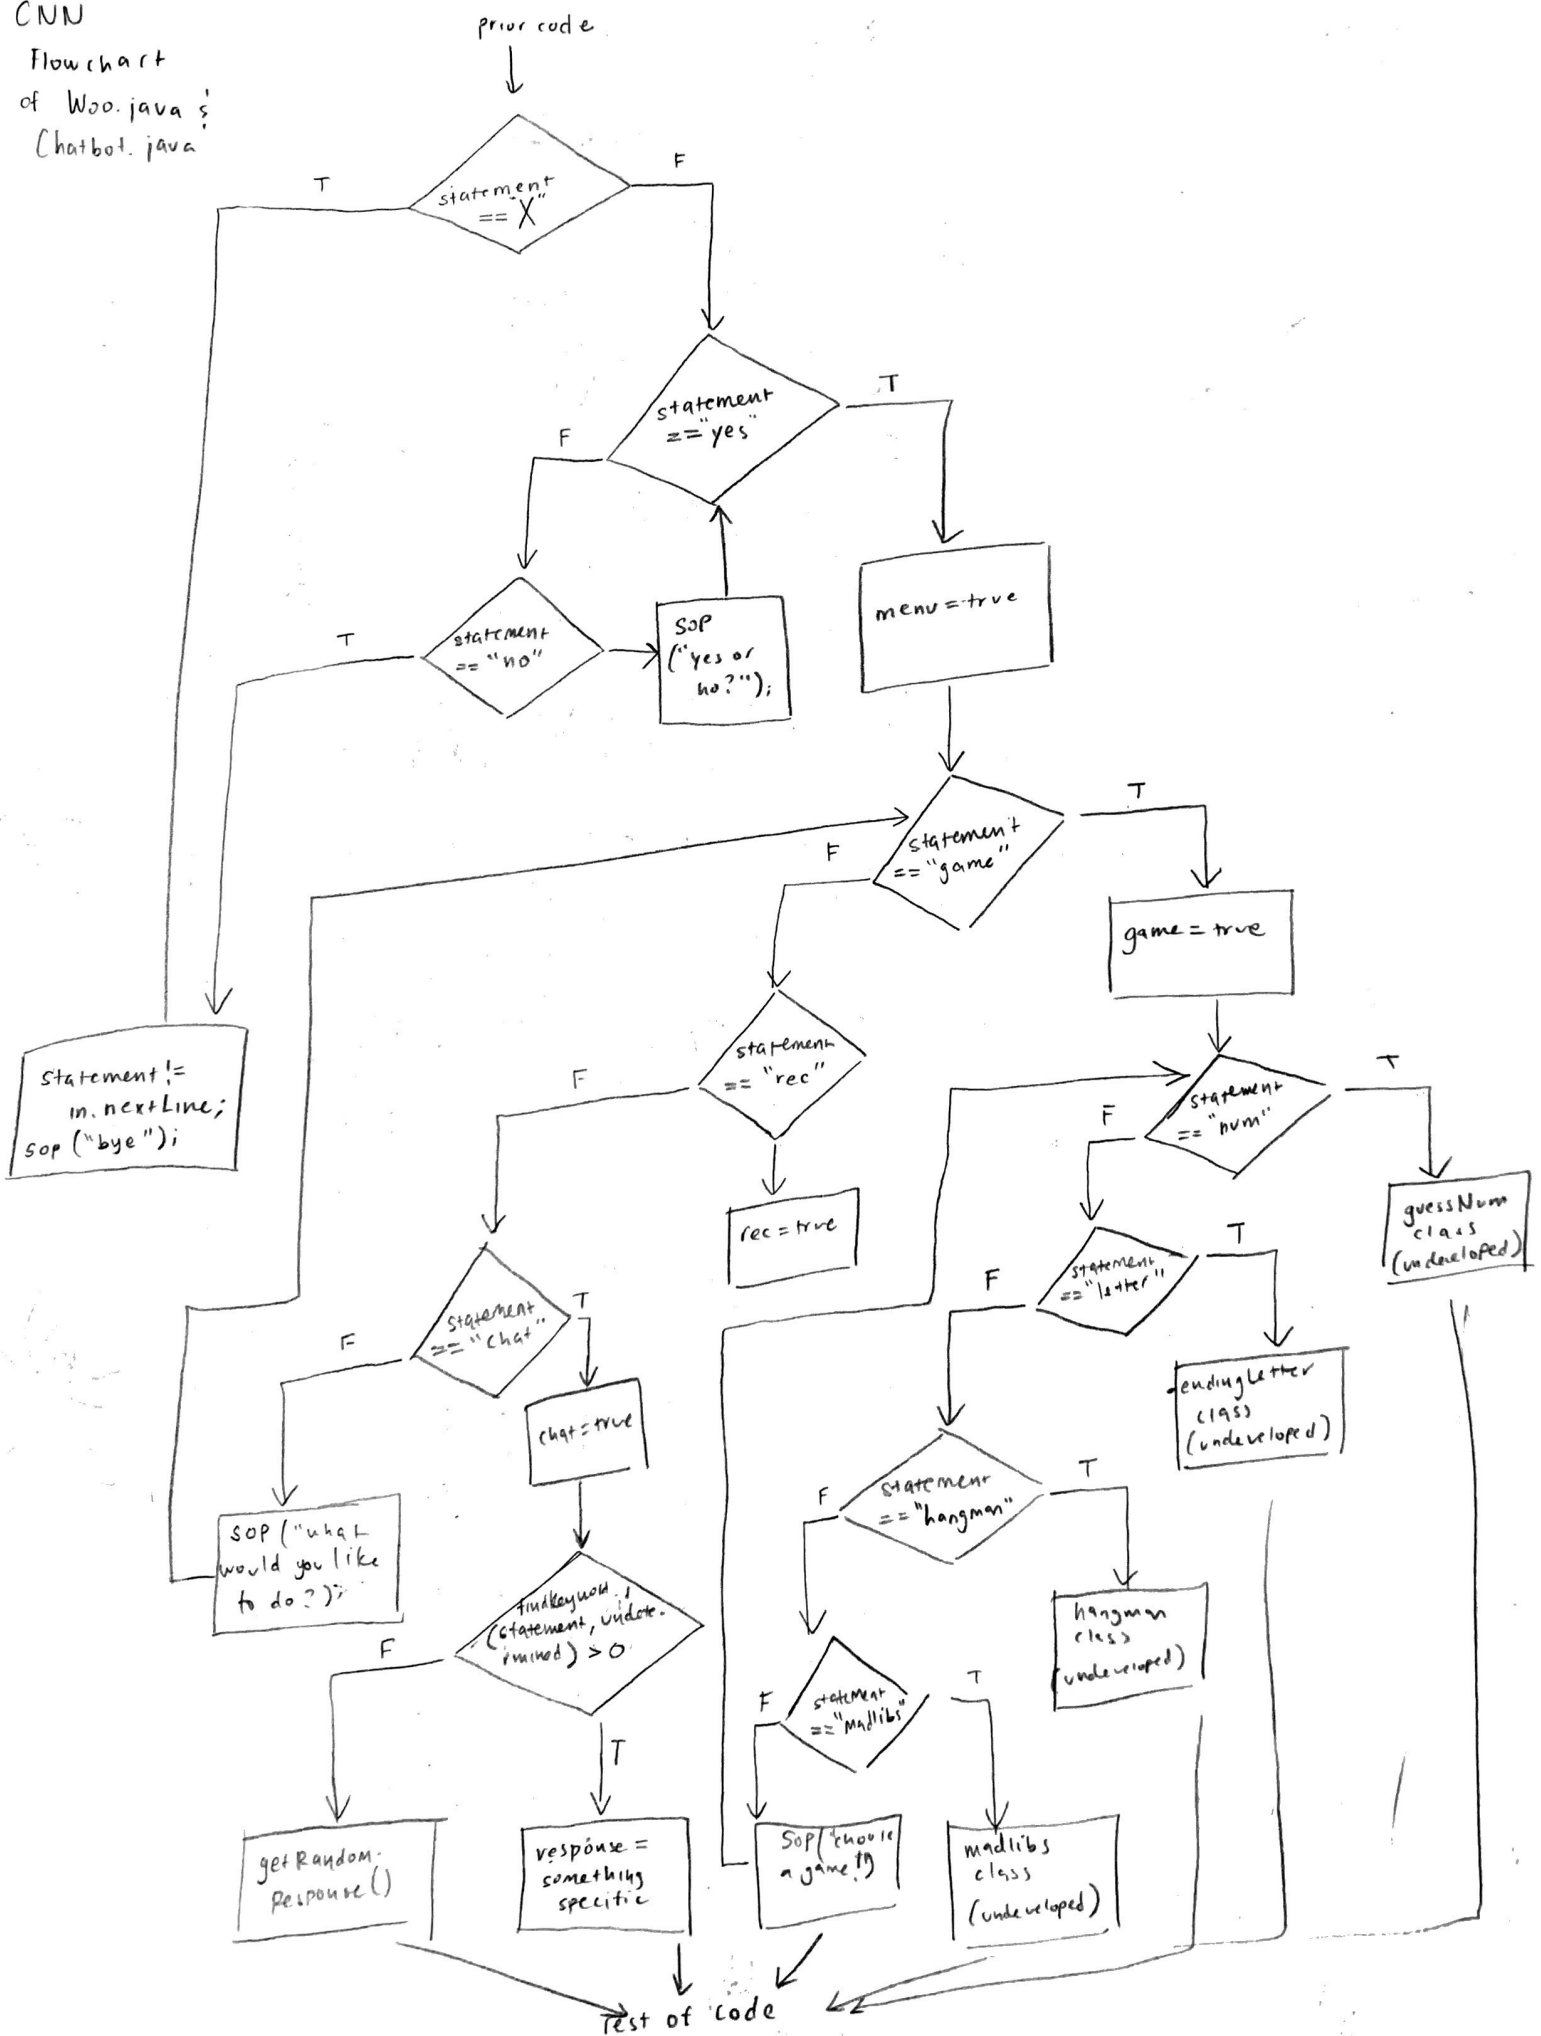 CNN
Flowchart
of Woo.java &
Chatbot.java
prior code
statement
== "X"
T
F
statement
=="yes"
T
F
statement
== "no"
T
SOP
("yes or
no?");
menu = true
statement
== "game"
T
F
game = true
statement
== "rec"
F
rec = true
statement !=
in.nextLine;
sop ("bye");
statement
== "num"
T
F
guessNum
class
(undeveloped)
statement
=="letter"
T
F
endingLetter
class
(undeveloped)
statement
== "chat"
T
F
chat = true
SOP ("what
would you like
to do?);
statement
== "hangman"
T
F
hangman
class
(undeveloped)
findkeyword
(statement, undete-
rmined) > 0
F
T
statement
=="Madlibs"
T
F
getRandom-
Response()
response =
something
specific
SOP("choose
a game!")
madlibs
class
(undeveloped)
rest of code